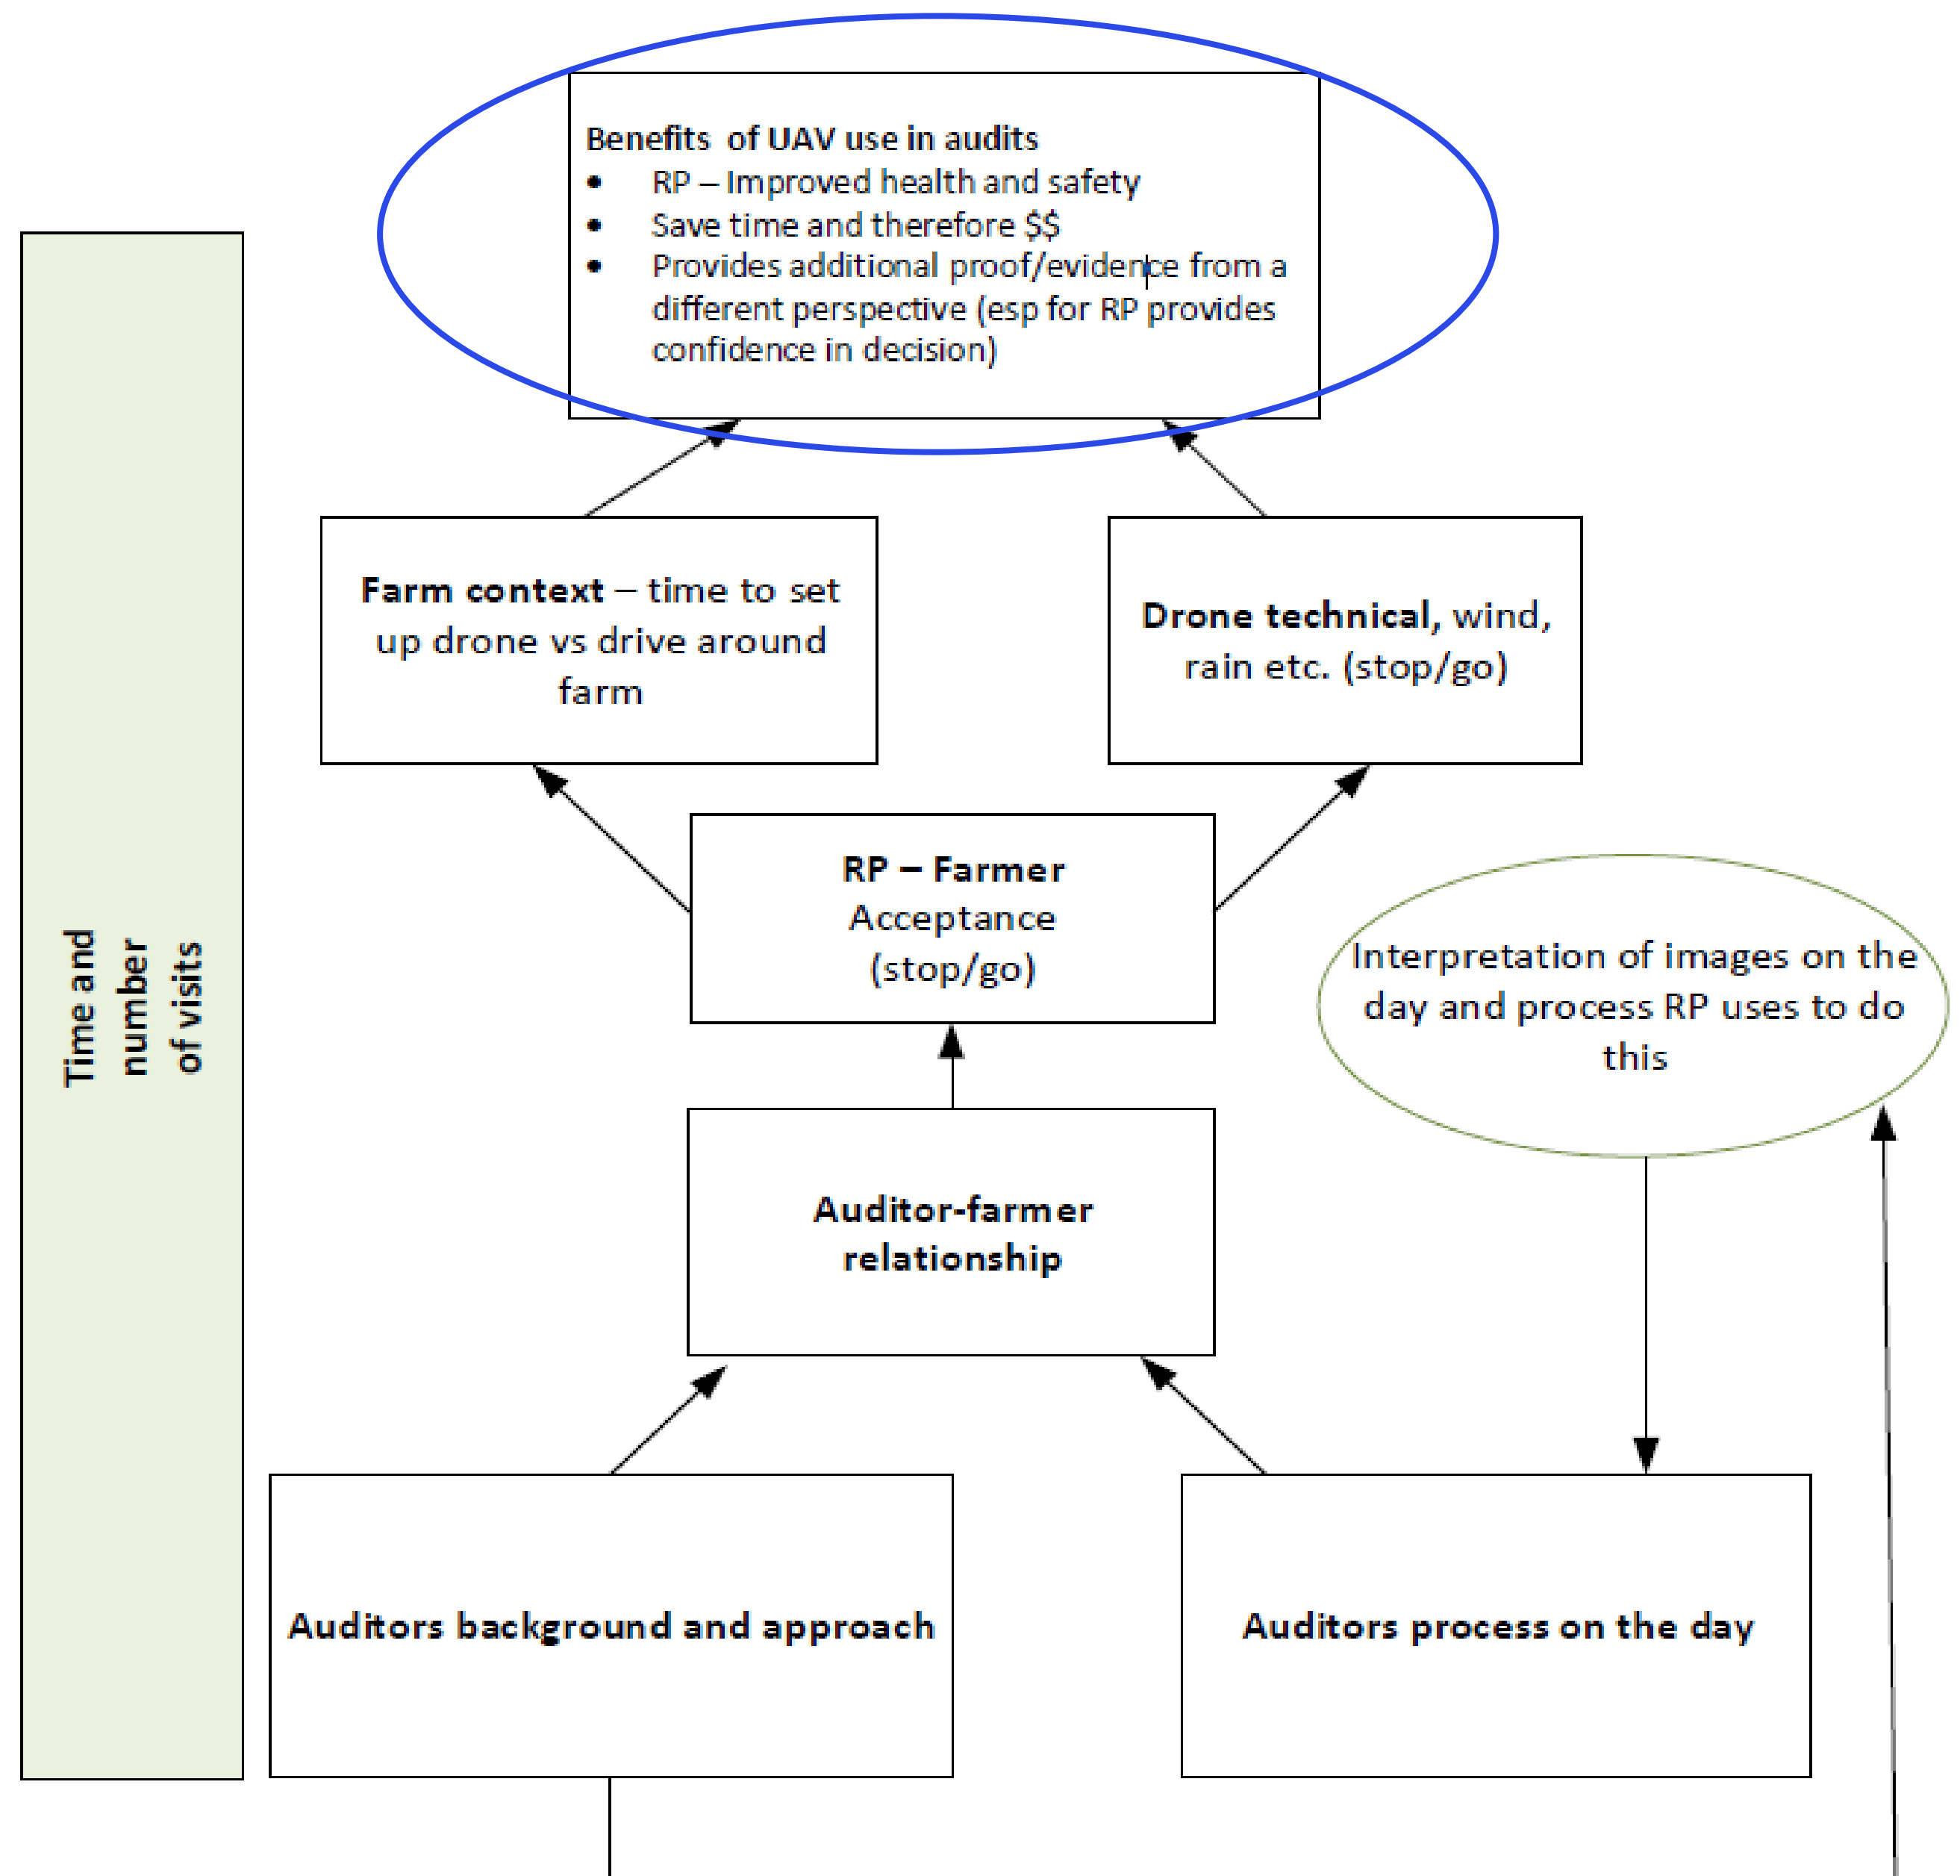 Benefits of UAV use in audits
• RP – Improved health and safety
• Save time and therefore $$
• Provides additional proof/evidence from a
different perspective (esp for RP provides
confidence in decision)
Time and
number
of visits
Farm context – time to set
up drone vs drive around
farm
Drone technical, wind,
rain etc. (stop/go)
RP – Farmer
Acceptance
(stop/go)
Interpretation of images on the
day and process RP uses to do
this
Auditor-farmer
relationship
Auditors background and approach
Auditors process on the day